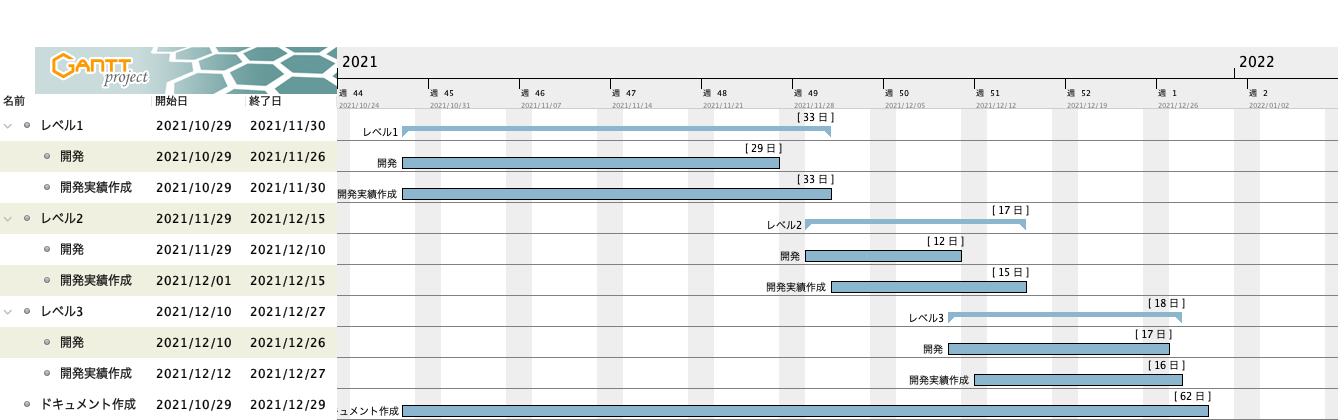 GANTT
project
2021
2022
週 44
週 45
週 46
週 47
週 48
週 49
週 50
週 51
週 52
週 1
週 2
名前 開始日 終了日
2021/10/24
2021/10/31
2021/11/07
2021/11/14
2021/11/21
2021/11/28
2021/12/05
2021/12/12
2021/12/19
2021/12/26
2022/01/02
レベル1 2021/10/29 2021/11/30
[ 33 日 ]
レベル1
開発 2021/10/29 2021/11/26
[ 29 日 ]
開発
開発実績作成 2021/10/29 2021/11/30
[ 33 日 ]
開発実績作成
レベル2 2021/11/29 2021/12/15
[ 17 日 ]
レベル2
開発 2021/11/29 2021/12/10
[ 12 日 ]
開発
開発実績作成 2021/12/01 2021/12/15
[ 15 日 ]
開発実績作成
レベル3 2021/12/10 2021/12/27
[ 18 日 ]
レベル3
開発 2021/12/10 2021/12/26
[ 17 日 ]
開発
開発実績作成 2021/12/12 2021/12/27
[ 16 日 ]
開発実績作成
ドキュメント作成 2021/10/29 2021/12/29
[ 62 日 ]
ュメント作成